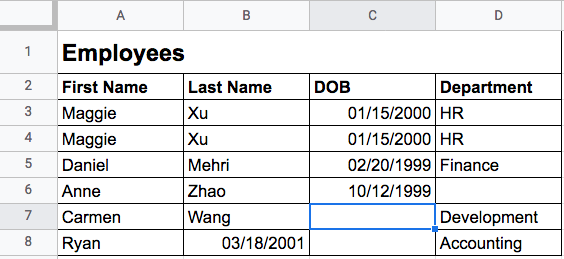 A B C D
1 Employees
2 First Name Last Name DOB Department
3 Maggie Xu 01/15/2000 HR
4 Maggie Xu 01/15/2000 HR
5 Daniel Mehri 02/20/1999 Finance
6 Anne Zhao 10/12/1999
7 Carmen Wang Development
8 Ryan 03/18/2001 Accounting